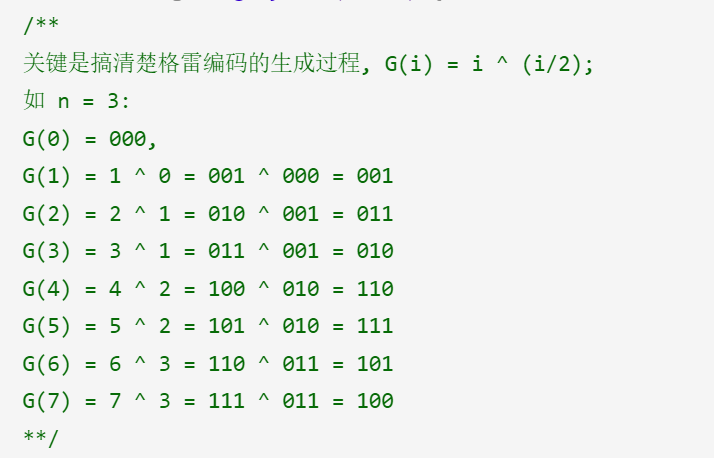 /**
关键是搞清楚格雷编码的生成过程, G(i) = i ^ (i/2);
如 n = 3:
G(0) = 000,
G(1) = 1 ^ 0 = 001 ^ 000 = 001
G(2) = 2 ^ 1 = 010 ^ 001 = 011
G(3) = 3 ^ 1 = 011 ^ 001 = 010
G(4) = 4 ^ 2 = 100 ^ 010 = 110
G(5) = 5 ^ 2 = 101 ^ 010 = 111
G(6) = 6 ^ 3 = 110 ^ 011 = 101
G(7) = 7 ^ 3 = 111 ^ 011 = 100
**/